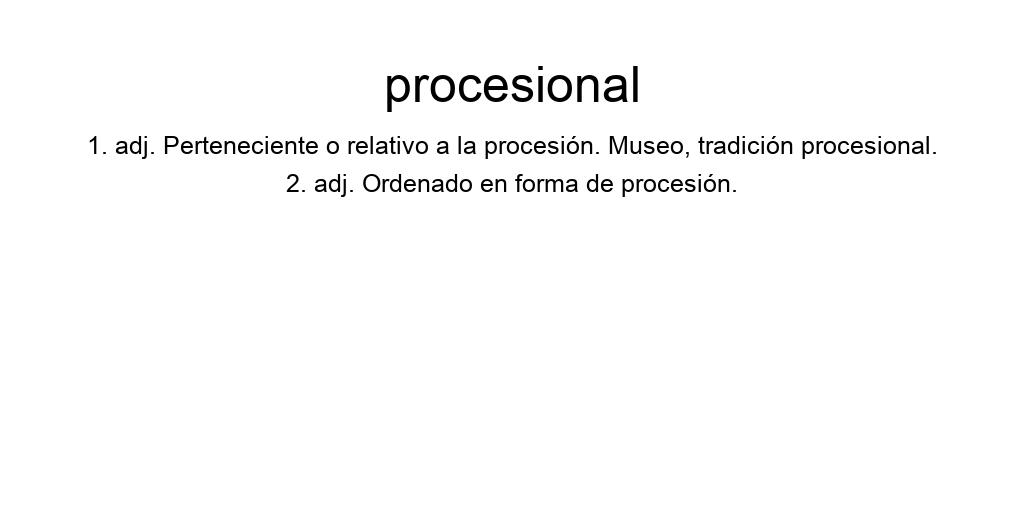 procesional
1. adj. Perteneciente o relativo a la procesión. Museo, tradición procesional.
2. adj. Ordenado en forma de procesión.